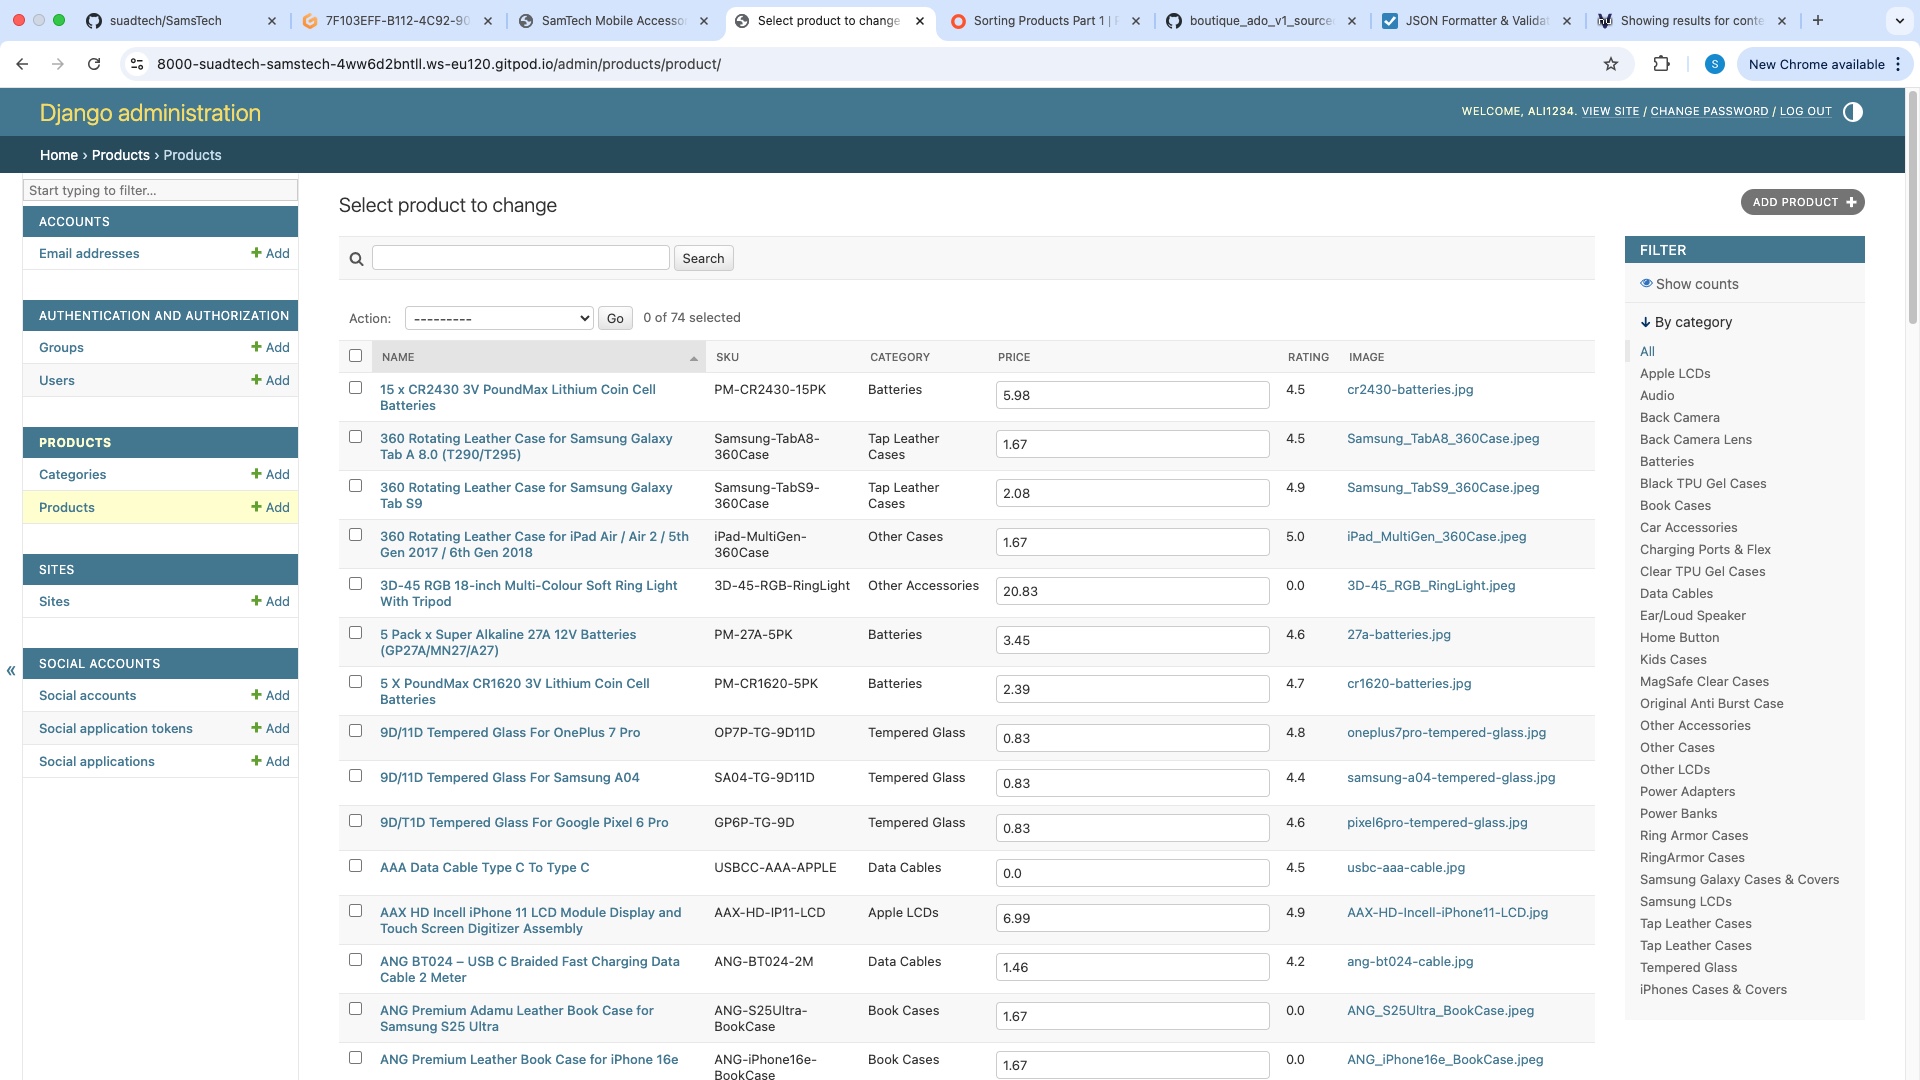 suadtech/SamsTech
7F103EFF-B112-4C92-90
SamTech Mobile Accesso
Select product to change
Sorting Products Part 1 |
boutique_ado_v1_source
JSON Formatter & Valida
Showing results for conte
8000-suadtech-samstech-4ww6d2bntll.ws-eu120.gitpod.io/admin/products/product/
S
New Chrome available
Django administration
WELCOME, ALI1234. VIEW SITE / CHANGE PASSWORD / LOG OUT
Home › Products › Products
Start typing to filter...
ACCOUNTS
Email addresses
Add
AUTHENTICATION AND AUTHORIZATION
Groups
Add
Users
Add
PRODUCTS
Categories
Add
Products
Add
SITES
Sites
Add
SOCIAL ACCOUNTS
Social accounts
Add
Social application tokens
Add
Social applications
Add
«
Select product to change
ADD PRODUCT
Search
Action:
---------
Go
0 of 74 selected
NAME SKU CATEGORY PRICE RATING IMAGE
15 x CR2430 3V PoundMax Lithium Coin Cell
Batteries
PM-CR2430-15PK
Batteries
5.98
4.5
cr2430-batteries.jpg
360 Rotating Leather Case for Samsung Galaxy
Tab A 8.0 (T290/T295)
Samsung-TabA8-
360Case
Tap Leather
Cases
1.67
4.5
Samsung_TabA8_360Case.jpeg
360 Rotating Leather Case for Samsung Galaxy
Tab S9
Samsung-TabS9-
360Case
Tap Leather
Cases
2.08
4.9
Samsung_TabS9_360Case.jpeg
360 Rotating Leather Case for iPad Air / Air 2 / 5th
Gen 2017 / 6th Gen 2018
iPad-MultiGen-
360Case
Other Cases
1.67
5.0
iPad_MultiGen_360Case.jpeg
3D-45 RGB 18-inch Multi-Colour Soft Ring Light
With Tripod
3D-45-RGB-RingLight
Other Accessories
20.83
0.0
3D-45_RGB_RingLight.jpeg
5 Pack x Super Alkaline 27A 12V Batteries
(GP27A/MN27/A27)
PM-27A-5PK
Batteries
3.45
4.6
27a-batteries.jpg
5 X PoundMax CR1620 3V Lithium Coin Cell
Batteries
PM-CR1620-5PK
Batteries
2.39
4.7
cr1620-batteries.jpg
9D/11D Tempered Glass For OnePlus 7 Pro
OP7P-TG-9D11D
Tempered Glass
0.83
4.8
oneplus7pro-tempered-glass.jpg
9D/11D Tempered Glass For Samsung A04
SA04-TG-9D11D
Tempered Glass
0.83
4.4
samsung-a04-tempered-glass.jpg
9D/T1D Tempered Glass For Google Pixel 6 Pro
GP6P-TG-9D
Tempered Glass
0.83
4.6
pixel6pro-tempered-glass.jpg
AAA Data Cable Type C To Type C
USBCC-AAA-APPLE
Data Cables
0.0
4.5
usbc-aaa-cable.jpg
AAX HD Incell iPhone 11 LCD Module Display and
Touch Screen Digitizer Assembly
AAX-HD-IP11-LCD
Apple LCDs
6.99
4.9
AAX-HD-Incell-iPhone11-LCD.jpg
ANG BT024 – USB C Braided Fast Charging Data
Cable 2 Meter
ANG-BT024-2M
Data Cables
1.46
4.2
ang-bt024-cable.jpg
ANG Premium Adamu Leather Book Case for
Samsung S25 Ultra
ANG-S25Ultra-
BookCase
Book Cases
1.67
0.0
ANG_S25Ultra_BookCase.jpeg
ANG Premium Leather Book Case for iPhone 16e
ANG-iPhone16e-
BookCase
Book Cases
1.67
0.0
ANG_iPhone16e_BookCase.jpeg
FILTER
Show counts
By category
All
Apple LCDs
Audio
Back Camera
Back Camera Lens
Batteries
Black TPU Gel Cases
Book Cases
Car Accessories
Charging Ports & Flex
Clear TPU Gel Cases
Data Cables
Ear/Loud Speaker
Home Button
Kids Cases
MagSafe Clear Cases
Original Anti Burst Case
Other Accessories
Other Cases
Other LCDs
Power Adapters
Power Banks
Ring Armor Cases
RingArmor Cases
Samsung Galaxy Cases & Covers
Samsung LCDs
Tap Leather Cases
Tap Leather Cases
Tempered Glass
iPhones Cases & Covers